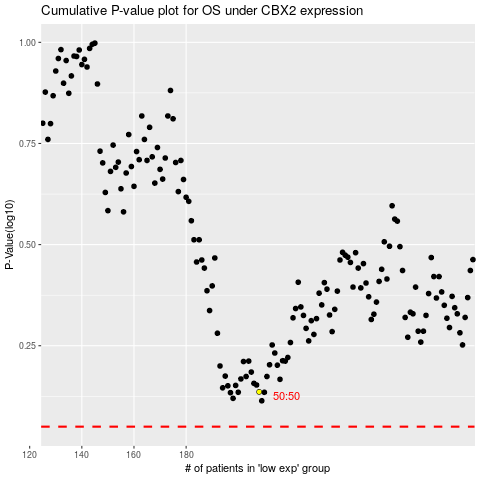 Cumulative P-value plot for OS under CBX2 expression
1.00
0.75
0.50
0.25
P-Value(log10)
50:50
120 140 160 180
# of patients in 'low exp' group